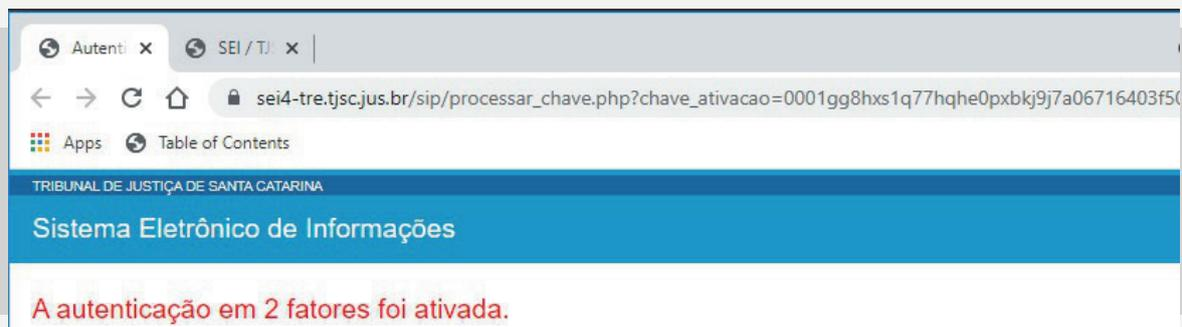 Autenti
SEI / TJ
sei4-tre.tjsc.jus.br/sip/processar_chave.php?chave_ativacao=0001gg8hxs1q77hqhe0pxbkj9j7a06716403f50
Apps Table of Contents
TRIBUNAL DE JUSTIÇA DE SANTA CATARINA
Sistema Eletrônico de Informações
A autenticação em 2 fatores foi ativada.